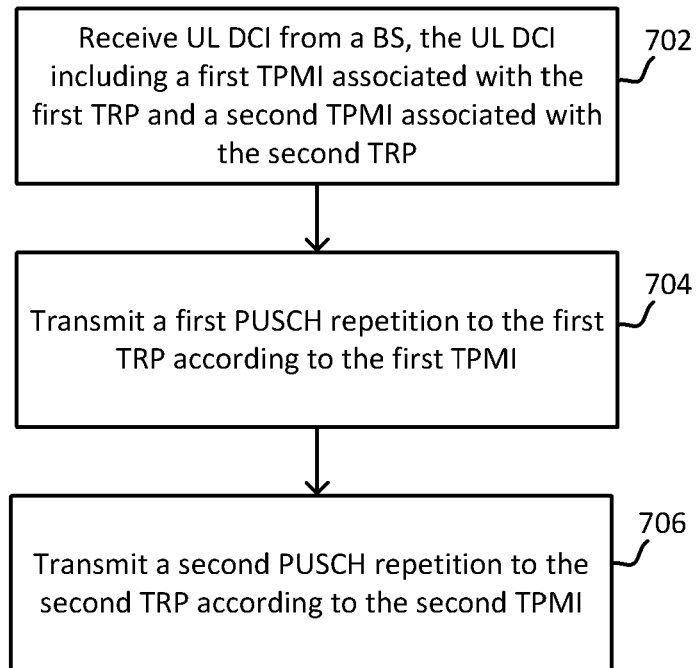 Receive UL DCI from a BS, the UL DCI
including a first TPMI associated with the
first TRP and a second TPMI associated with
the second TRP
702
Transmit a first PUSCH repetition to the first
TRP according to the first TPMI
704
Transmit a second PUSCH repetition to the
second TRP according to the second TPMI
706